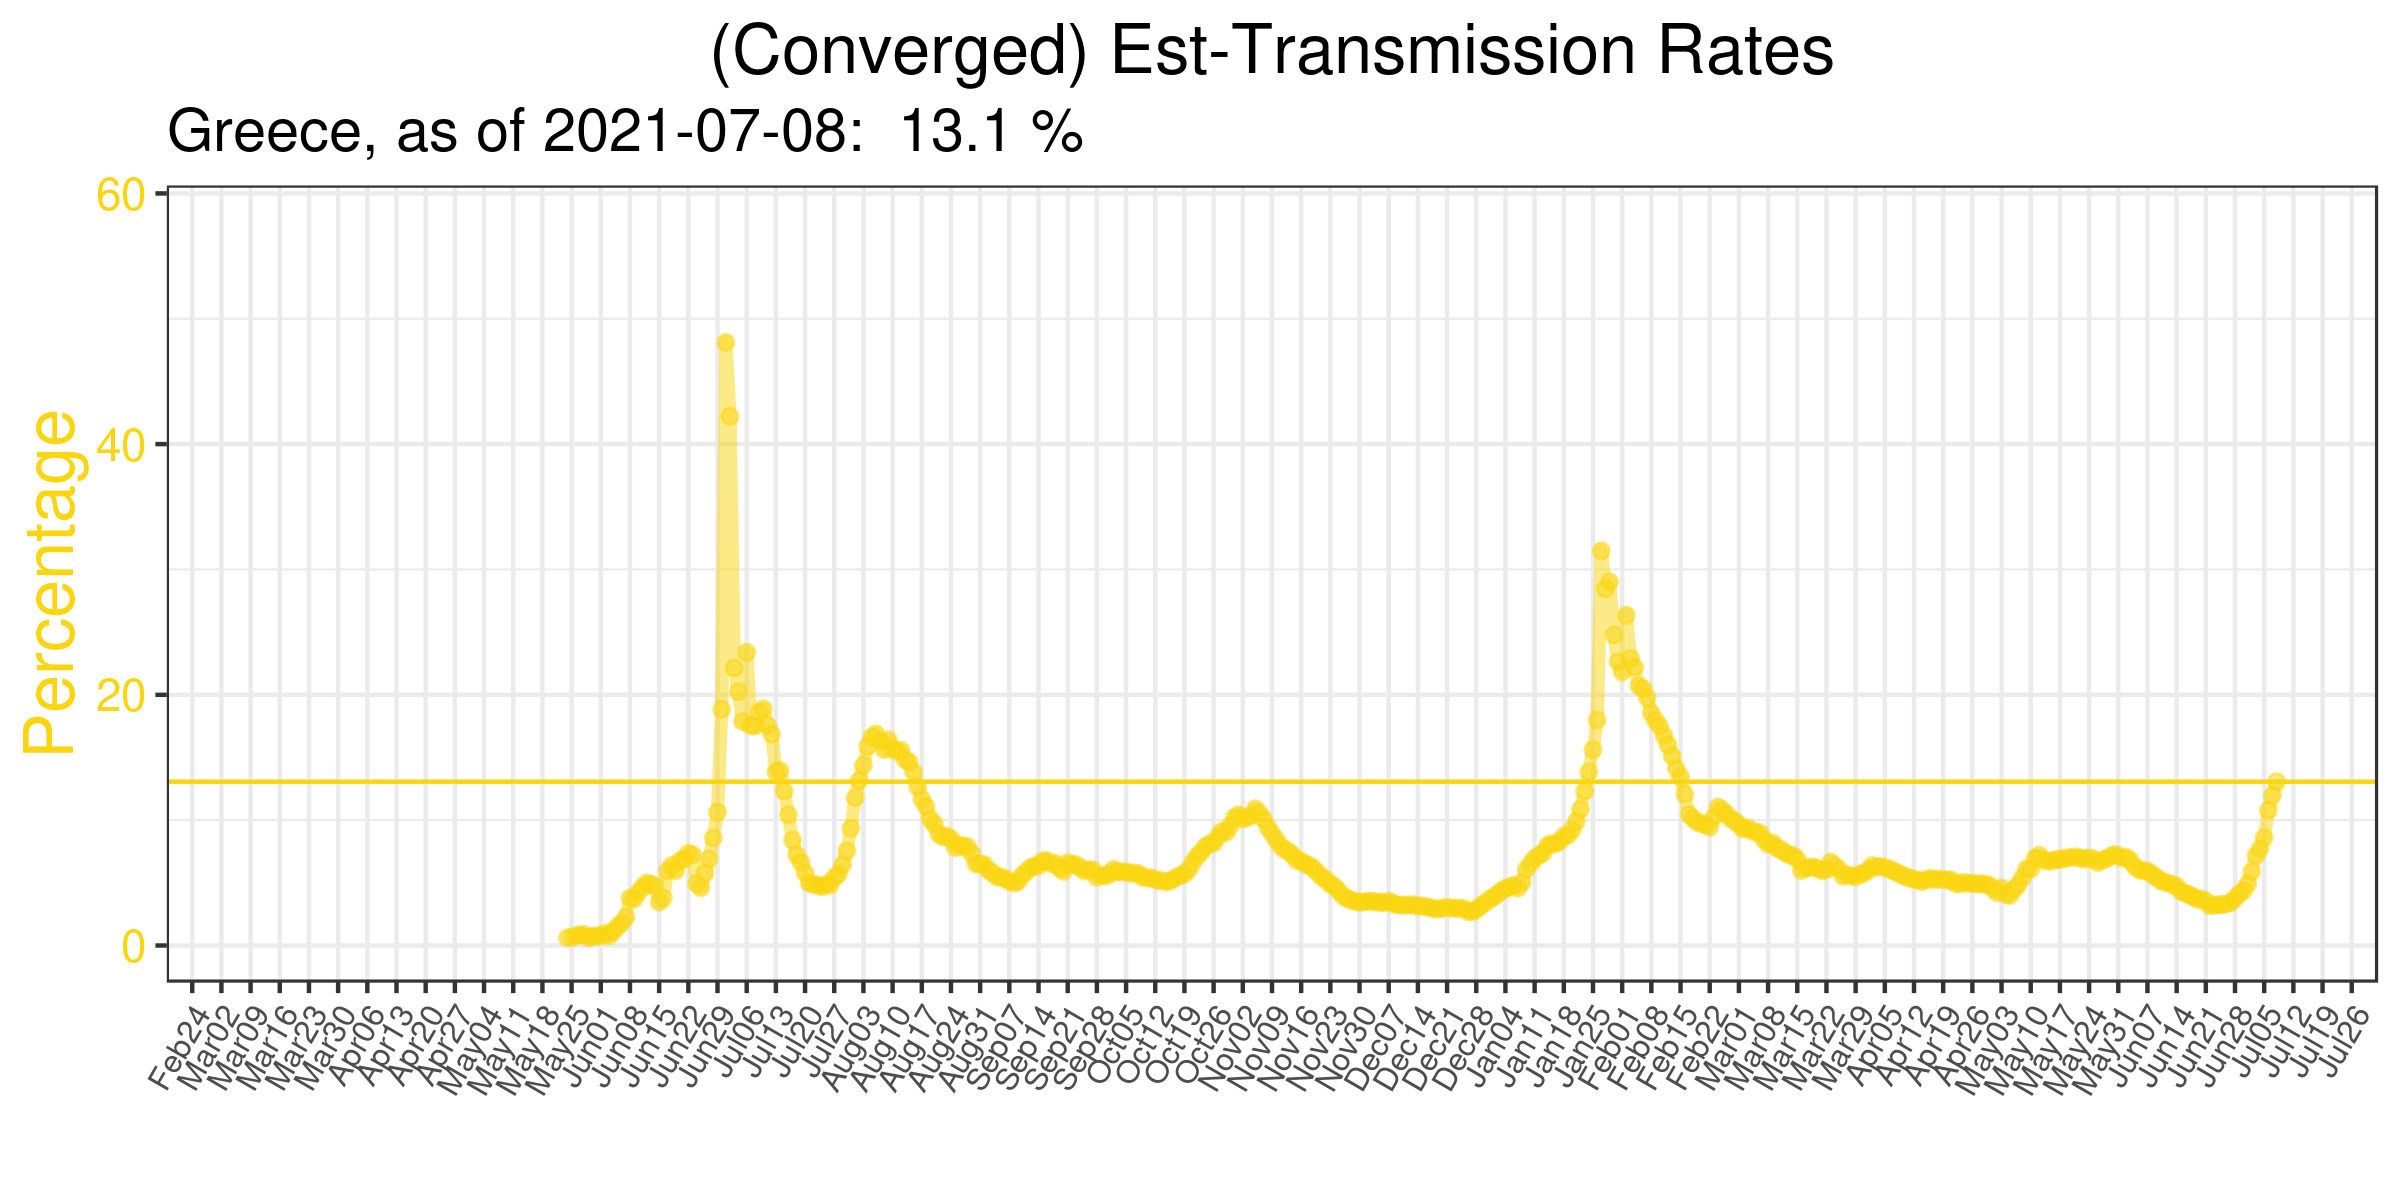 (Converged) Est-Transmission Rates
Greece, as of 2021-07-08:  13.1 %
Percentage
60
40
20
0
Feb24
Mar02
Mar09
Mar16
Mar23
Mar30
Apr06
Apr13
Apr20
Apr27
May04
May11
May18
May25
Jun01
Jun08
Jun15
Jun22
Jun29
Jul06
Jul13
Jul20
Jul27
Aug03
Aug10
Aug17
Aug24
Aug31
Sep07
Sep14
Sep21
Sep28
Oct05
Oct12
Oct19
Oct26
Nov02
Nov09
Nov16
Nov23
Nov30
Dec07
Dec14
Dec21
Dec28
Jan04
Jan11
Jan18
Jan25
Feb01
Feb08
Feb15
Feb22
Mar01
Mar08
Mar15
Mar22
Mar29
Apr05
Apr12
Apr19
Apr26
May03
May10
May17
May24
May31
Jun07
Jun14
Jun21
Jun28
Jul05
Jul12
Jul19
Jul26